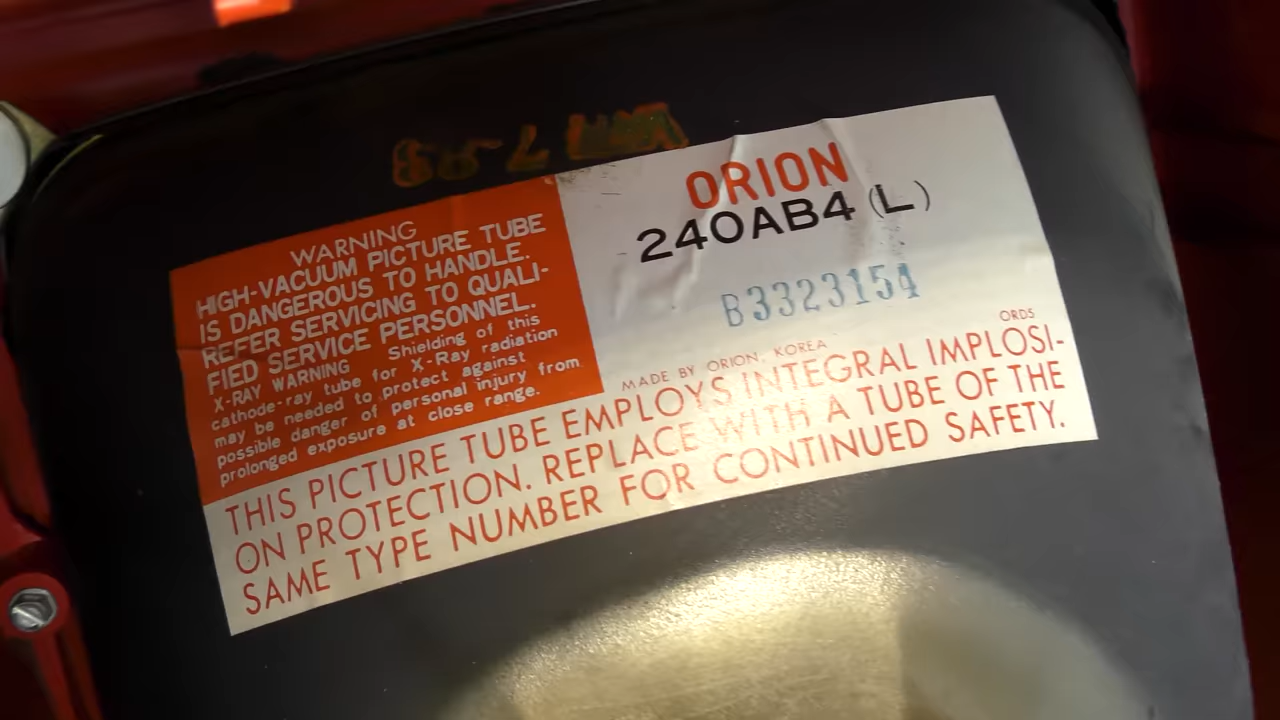 WARNING
HIGH-VACUUM PICTURE TUBE
IS DANGEROUS TO HANDLE.
REFER SERVICING TO QUALI-
FIED SERVICE PERSONNEL.
X-RAY WARNING Shielding of this
cathode-ray tube for X-Ray radiation
may be needed to protect against
possible danger of personal injury from
prolonged exposure at close range.
ORION
240AB4 (L)
B3323154
ORDS
MADE BY ORION, KOREA
THIS PICTURE TUBE EMPLOYS INTEGRAL IMPLOSI-
ON PROTECTION. REPLACE WITH A TUBE OF THE
SAME TYPE NUMBER FOR CONTINUED SAFETY.